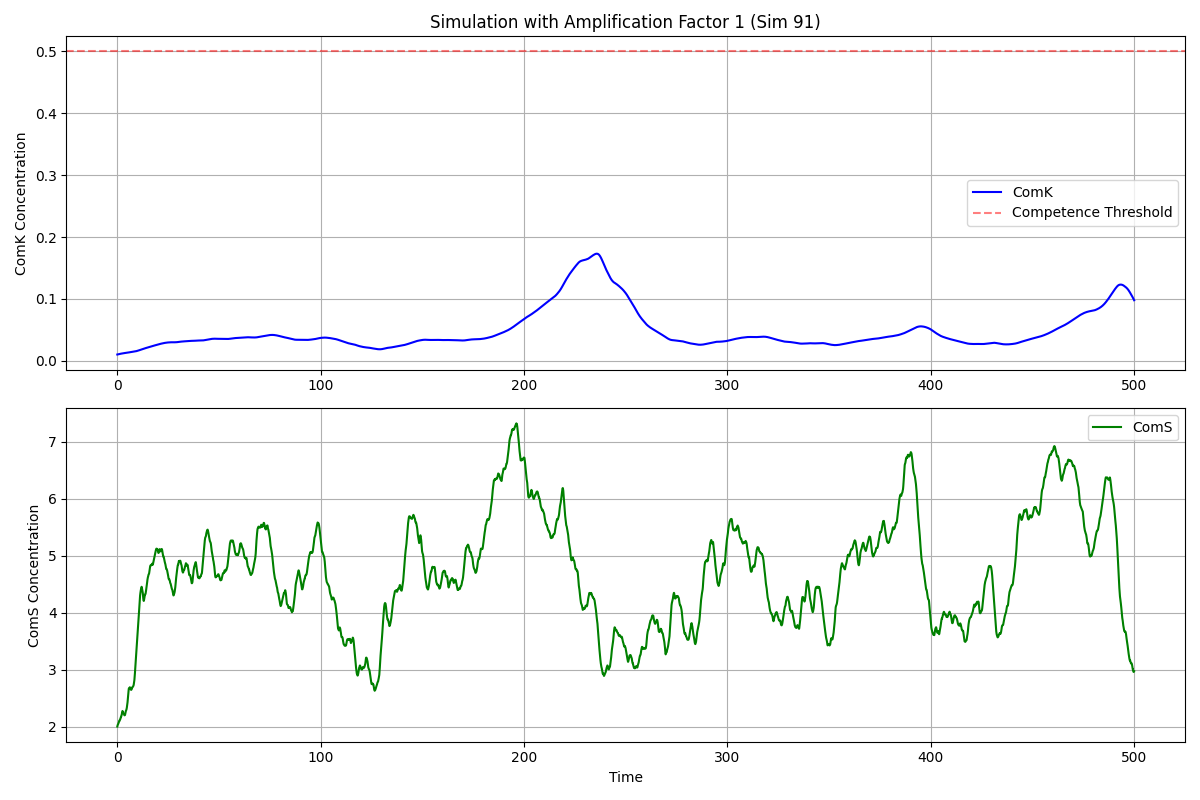 Simulation with Amplification Factor 1 (Sim 91)
ComK Concentration
0.5
0.4
0.3
0.2
0.1
0.0
ComK
Competence Threshold
0 100 200 300 400 500
ComS Concentration
7
6
5
4
3
2
ComS
0 100 200 300 400 500
Time